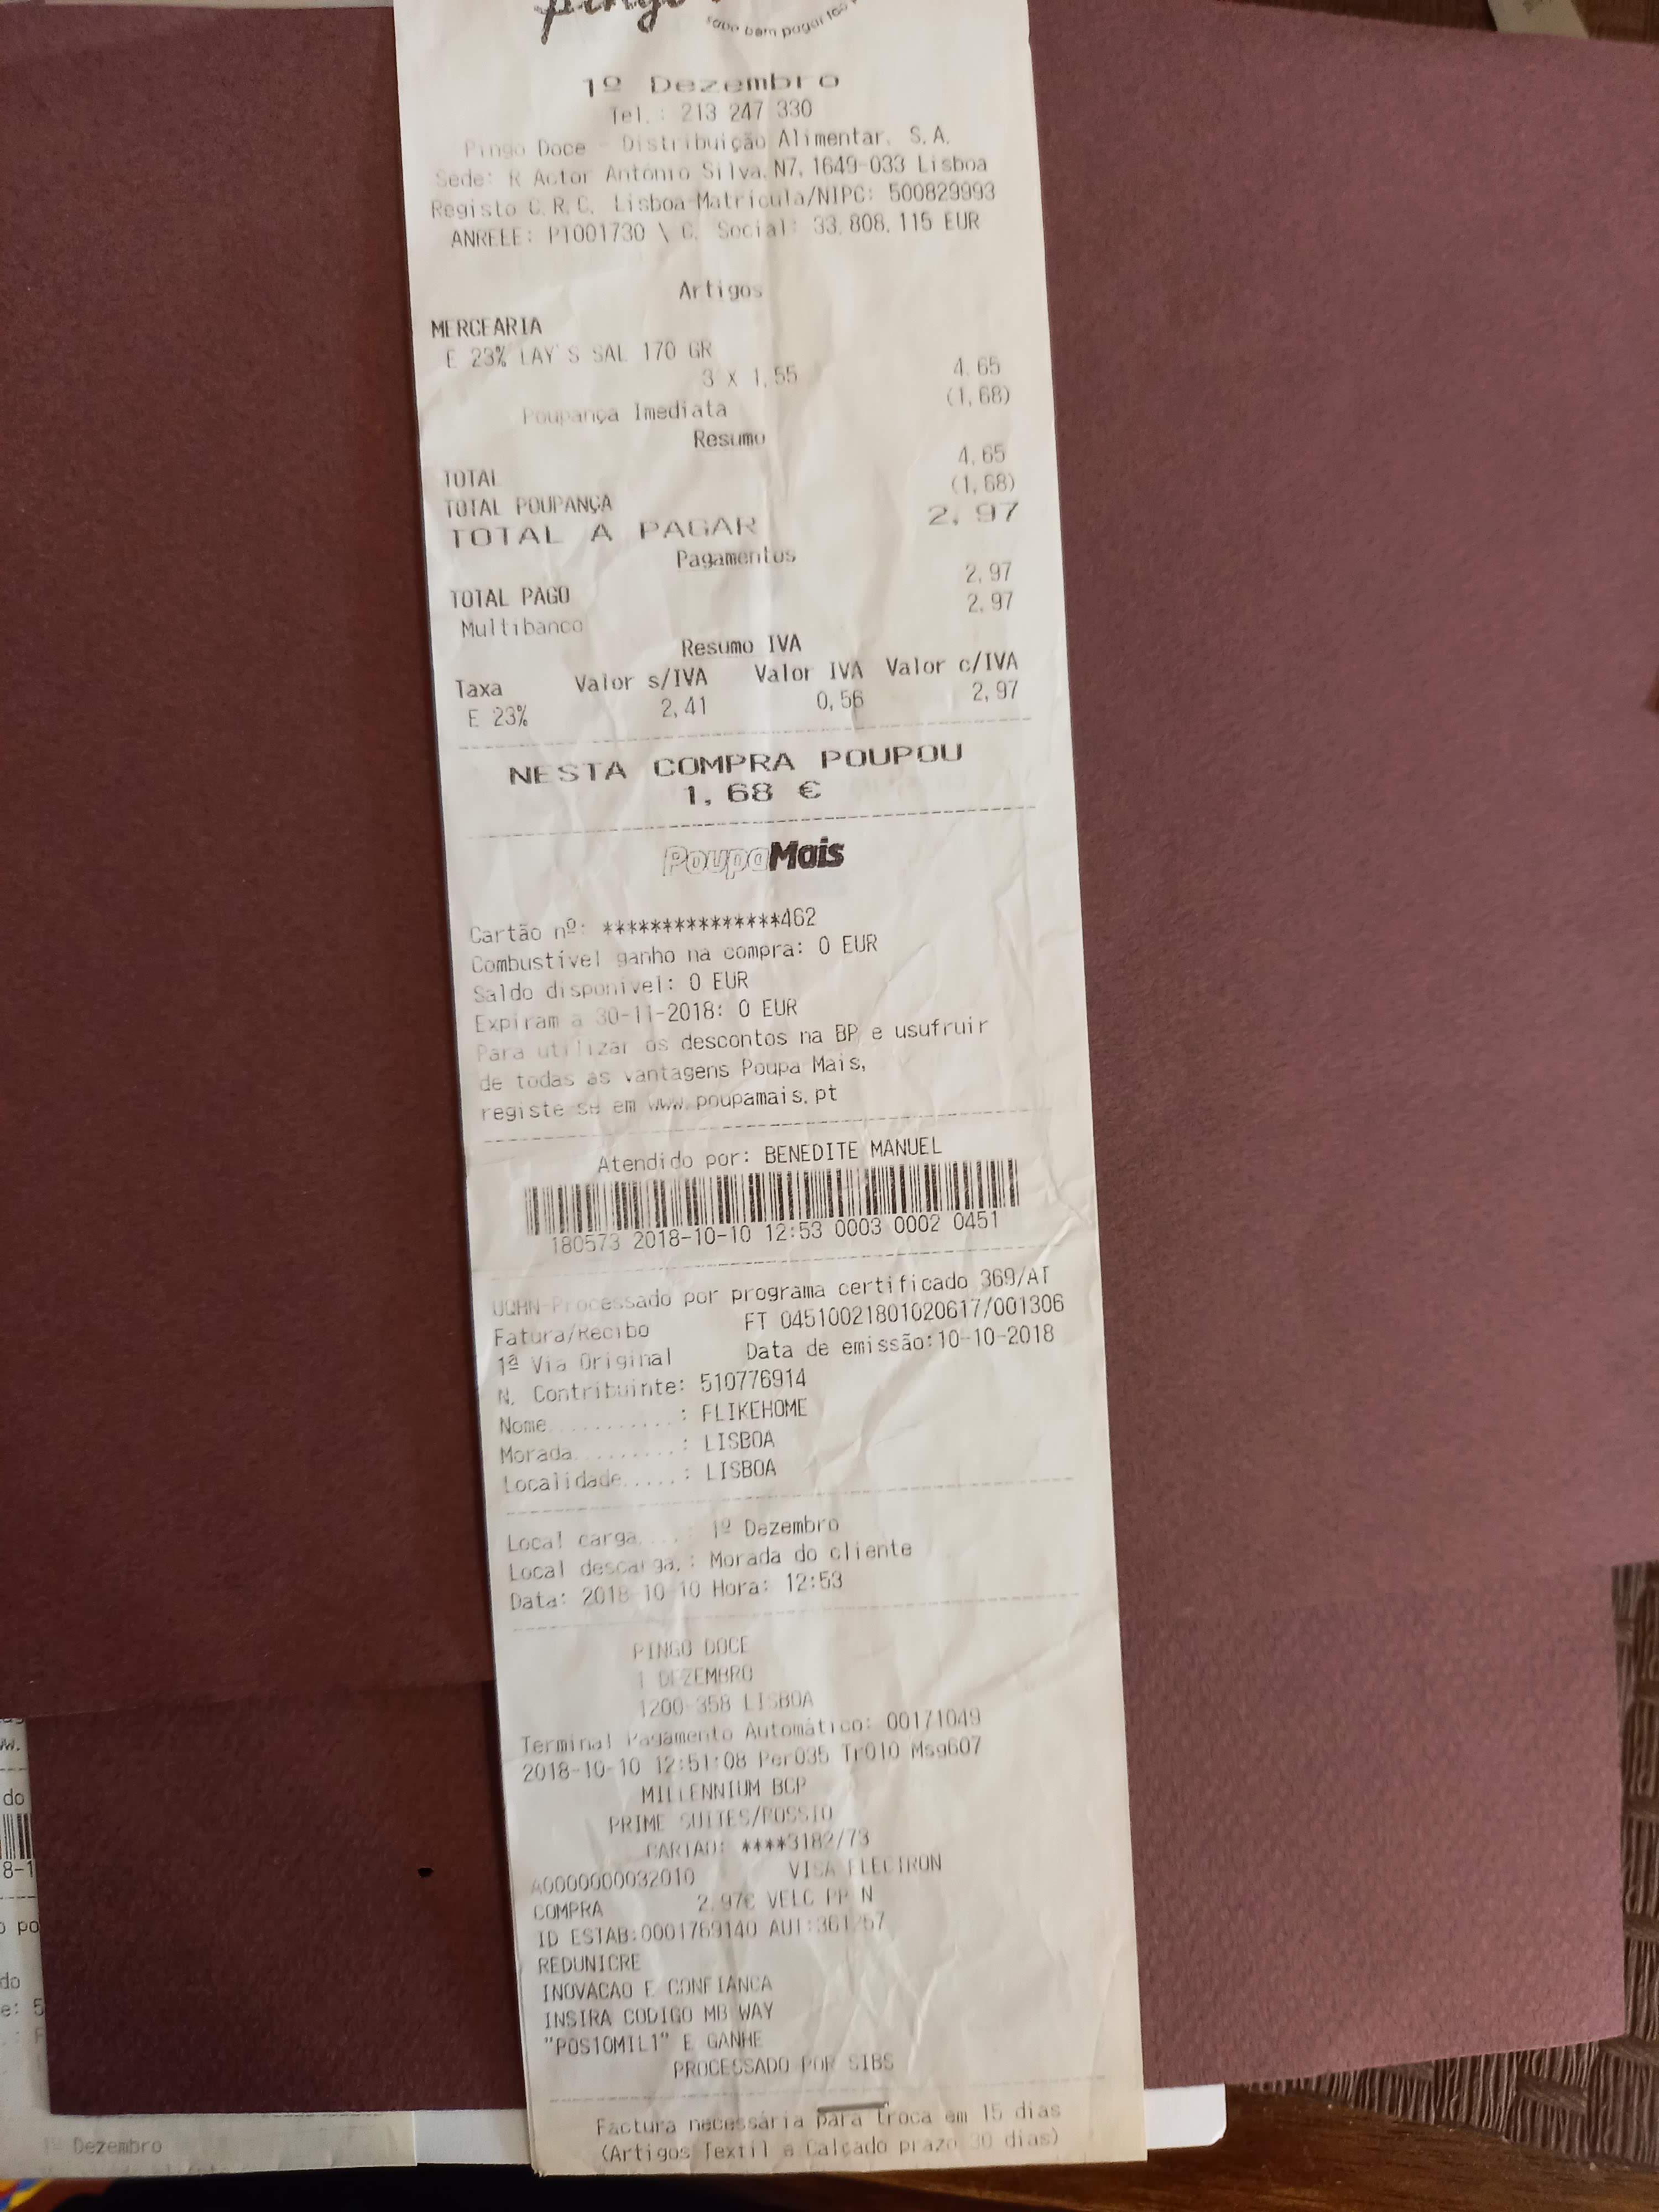 pingo
sabe bem pagar
1º Dezembro
Tel.: 213 247 330
Pingo Doce - Distribuição Alimentar, S.A.
Sede: R Actor António Silva,N7, 1649-033 Lisboa
Registo C.R.C. Lisboa-Matrícula/NIPC: 500829993
ANREEE: PT001730 \ C. Social: 33.808.115 EUR
Artigos
MERCEARIA
E 23% LAY'S SAL 170 GR
3 X 1,55 4,65
Poupança Imediata (1,68)
Resumo
TOTAL 4,65
TOTAL POUPANÇA (1,68)
TOTAL A PAGAR 2,97
Pagamentos
TOTAL PAGO 2,97
Multibanco 2,97
Resumo IVA
Taxa Valor s/IVA Valor IVA Valor c/IVA
E 23% 2,41 0,56 2,97
NESTA COMPRA POUPOU
1,68 €
PoupaMais
Cartão nº: ***************462
Combustível ganho na compra: 0 EUR
Saldo disponível: 0 EUR
Expiram a 30-11-2018: 0 EUR
Para utilizar os descontos na BP e usufruir
de todas as vantagens Poupa Mais,
registe-se em www.poupamais.pt
Atendido por: BENEDITE MANUEL
180573 2018-10-10 12:53 0003 0002 0451
Processado por programa certificado 369/AT
Fatura/Recibo FT 04510021801020617/001306
1ª Via Original Data de emissão:10-10-2018
N. Contribuinte: 510776914
Nome...........: FLIKEHOME
Morada.........: LISBOA
Localidade.....: LISBOA
Local carga....: 1º Dezembro
Local descarga.: Morada do cliente
Data: 2018-10-10 Hora: 12:53
PINGO DOCE
1 DEZEMBRO
1200-358 LISBOA
Terminal Pagamento Automático: 00171049
2018-10-10 12:51:08 Per035 Tr010 Msg607
MILLENNIUM BCP
PRIME SUITES/ROSSIO
CARTAO: ****3182/73
A0000000032010 VISA ELECTRON
COMPRA 2,97€ VELC PP N
ID ESTAB:0001769140
REDUNICRE
INOVACAO E CONFIANCA
INSIRA CODIGO MB WAY
"POS10MIL1" E GANHE
PROCESSADO POR SIBS
Factura necessária para troca em 15 dias
(Artigos Textil e Calçado prazo 30 dias)
1º Dezembro